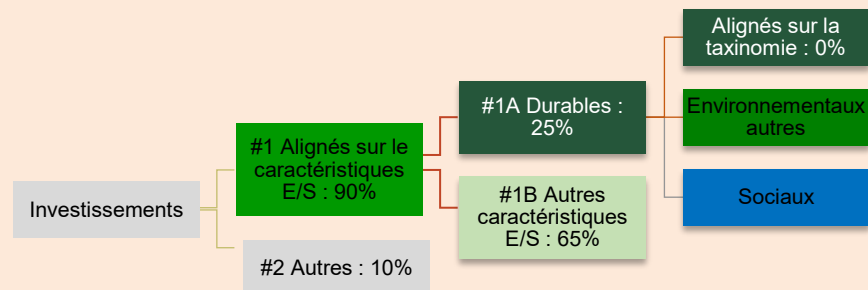 Investissements
#1 Alignés sur le
caractéristiques
E/S : 90%
#2 Autres : 10%
#1A Durables :
25%
#1B Autres
caractéristiques
E/S : 65%
Alignés sur la
taxinomie : 0%
Environnementaux
autres
Sociaux